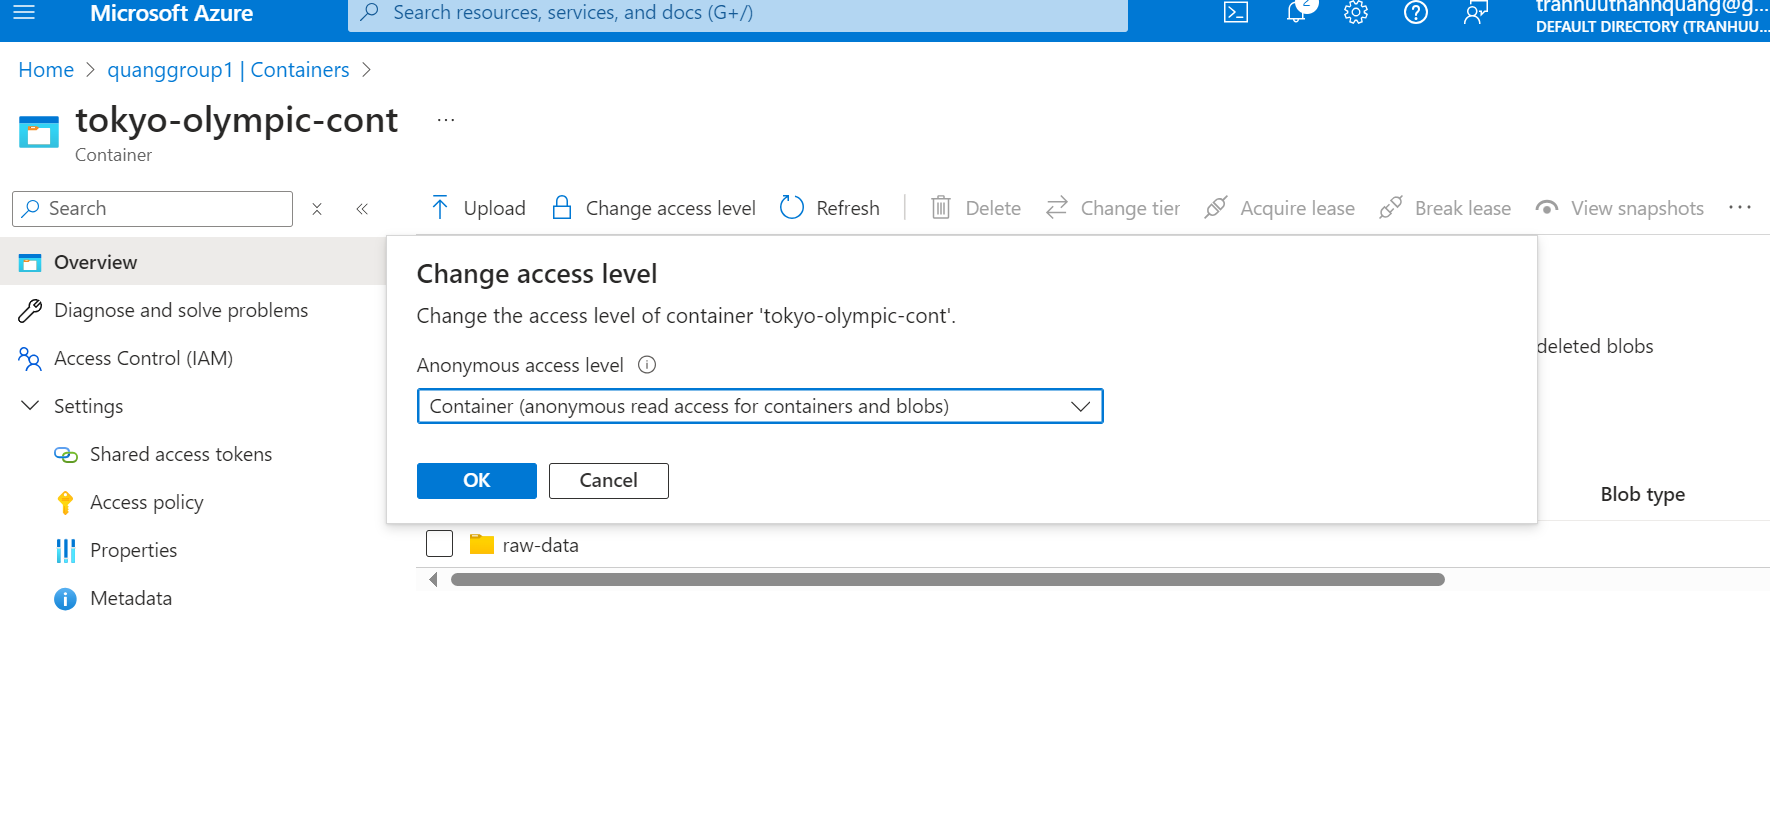 Microsoft Azure
Search resources, services, and docs (G+/)
2
tranhuuthanhquang@g...
DEFAULT DIRECTORY (TRANHUU...
Home > quanggroup1 | Containers >
tokyo-olympic-cont ...
Container
Search
Upload Change access level Refresh Delete Change tier Acquire lease Break lease View snapshots ...
Overview
Diagnose and solve problems
Access Control (IAM)
Settings
Shared access tokens
Access policy
Properties
Metadata
Change access level
Change the access level of container 'tokyo-olympic-cont'.
Anonymous access level
Container (anonymous read access for containers and blobs)
OK Cancel
deleted blobs
Blob type
raw-data